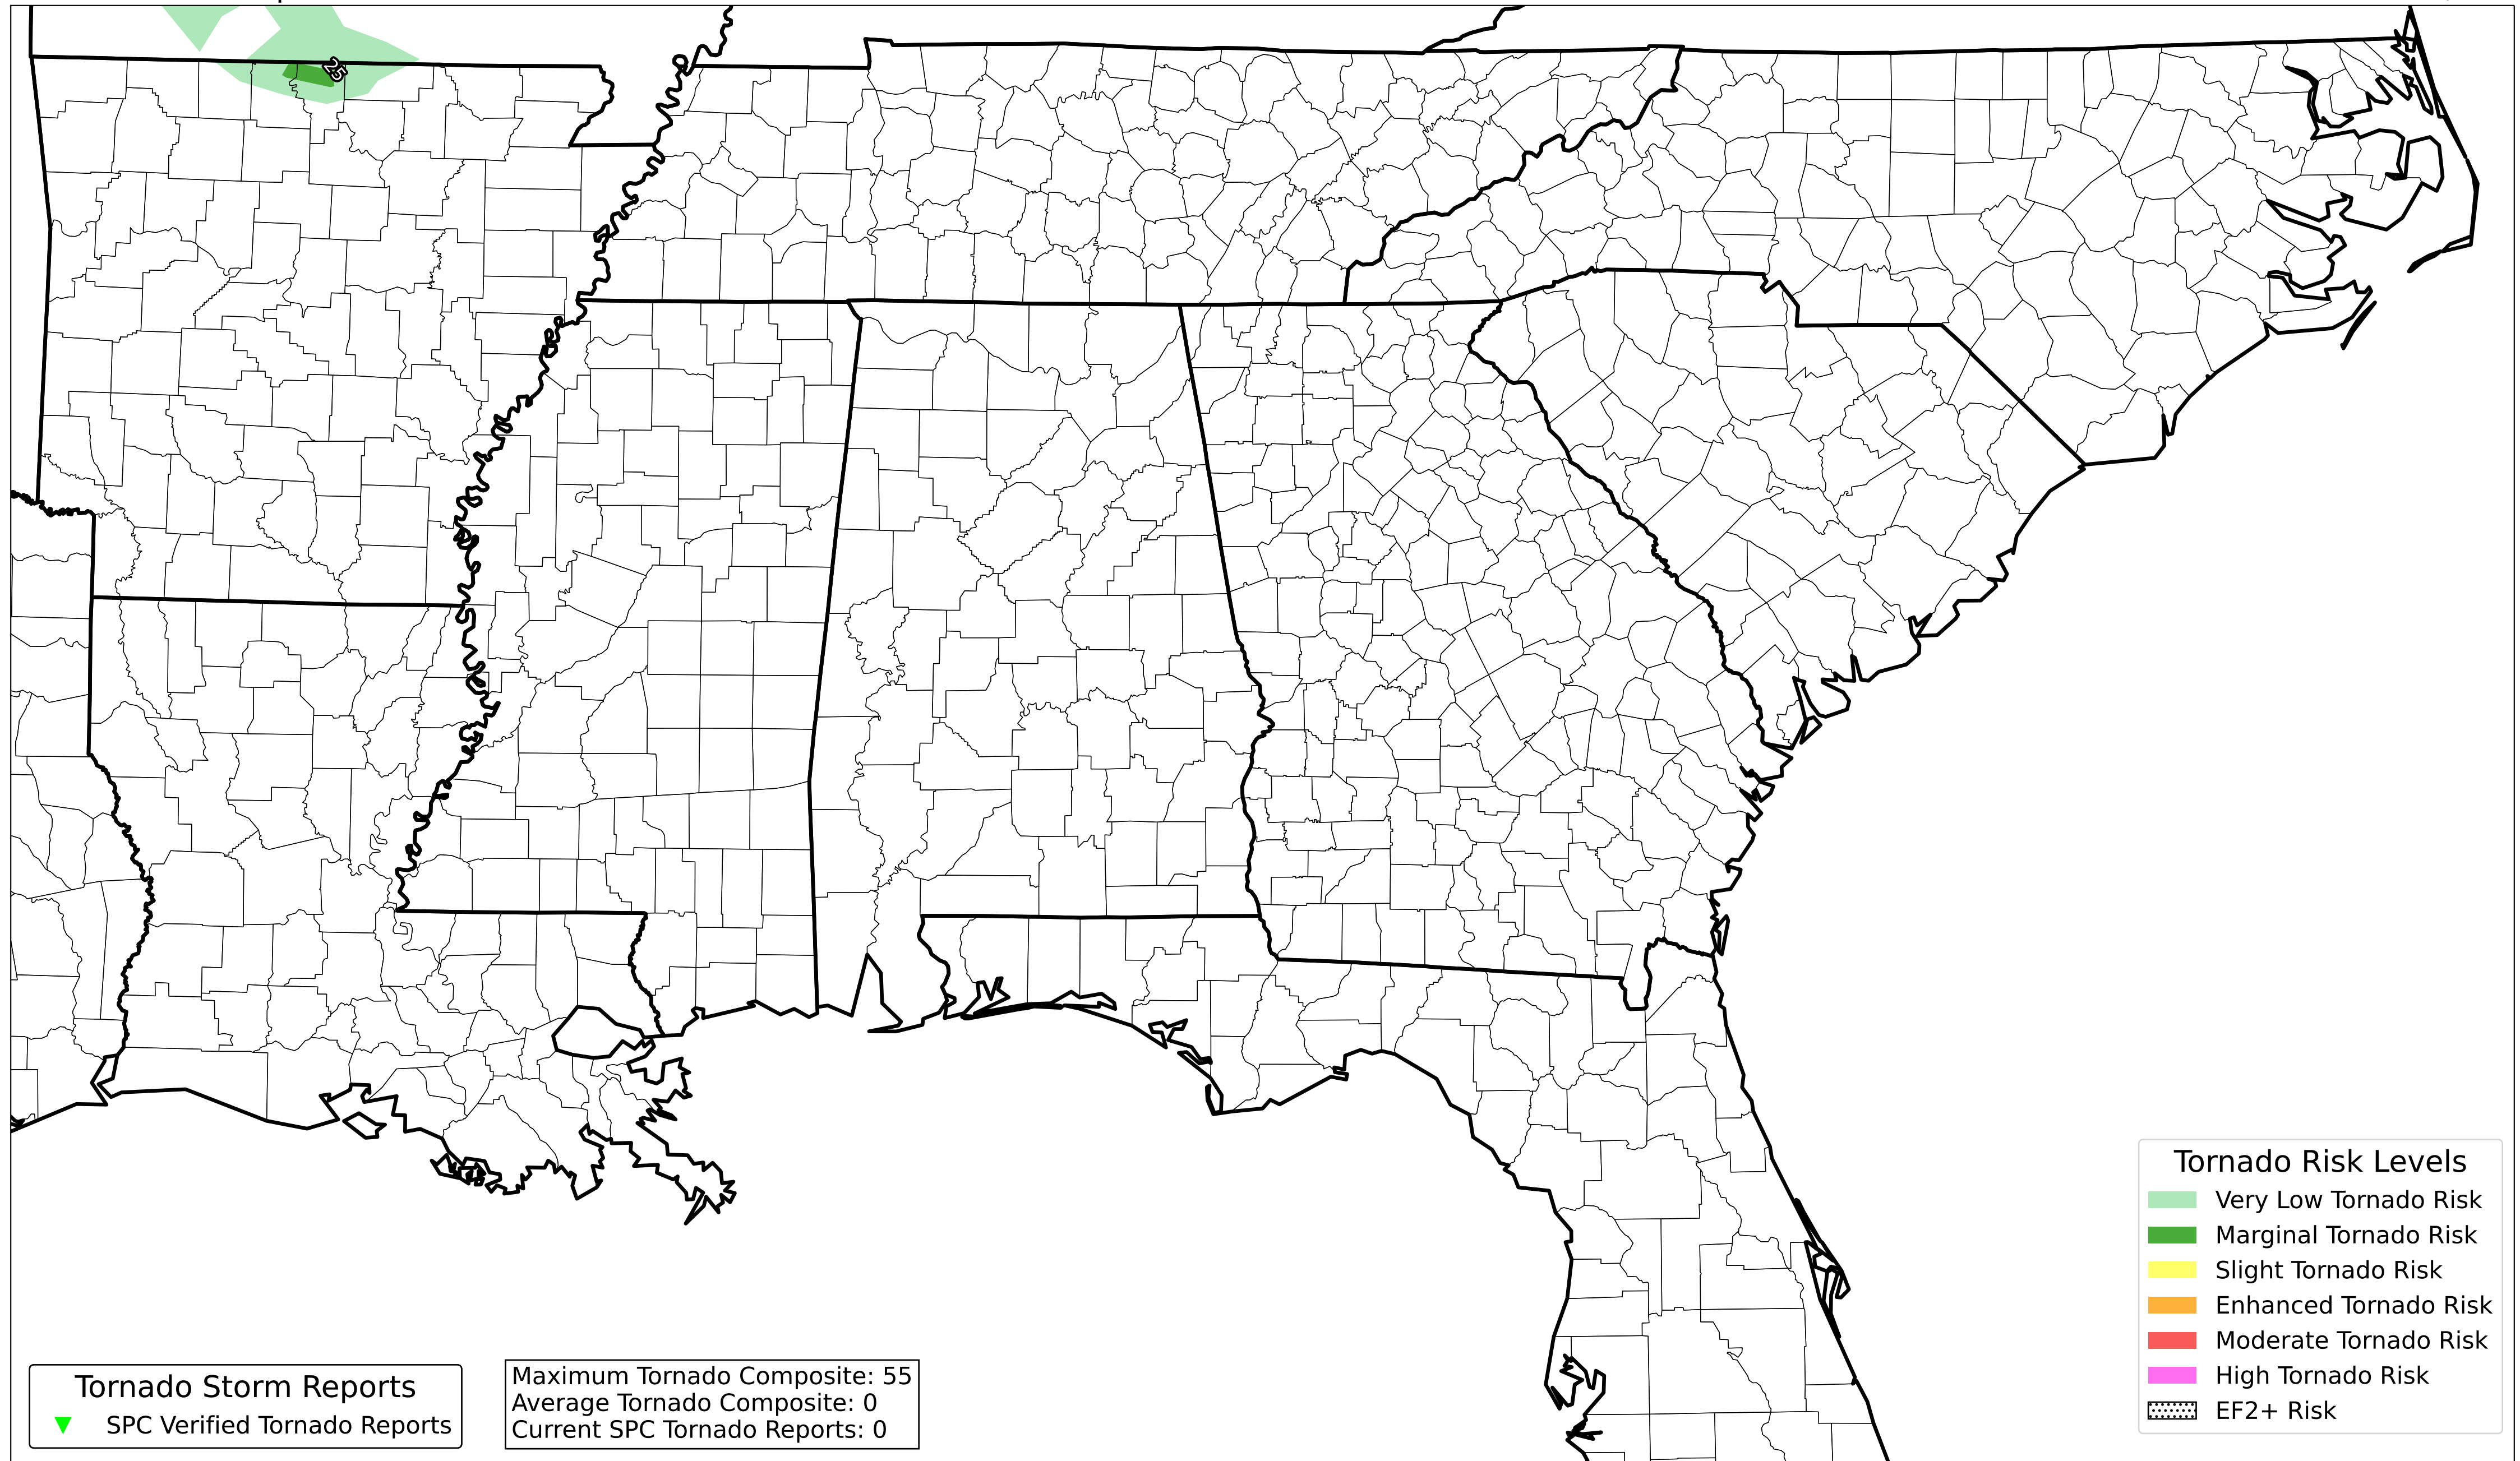 25
Tornado Risk Levels
Very Low Tornado Risk
Marginal Tornado Risk
Slight Tornado Risk
Enhanced Tornado Risk
Moderate Tornado Risk
High Tornado Risk
EF2+ Risk
Tornado Storm Reports
SPC Verified Tornado Reports
Maximum Tornado Composite: 55
Average Tornado Composite: 0
Current SPC Tornado Reports: 0